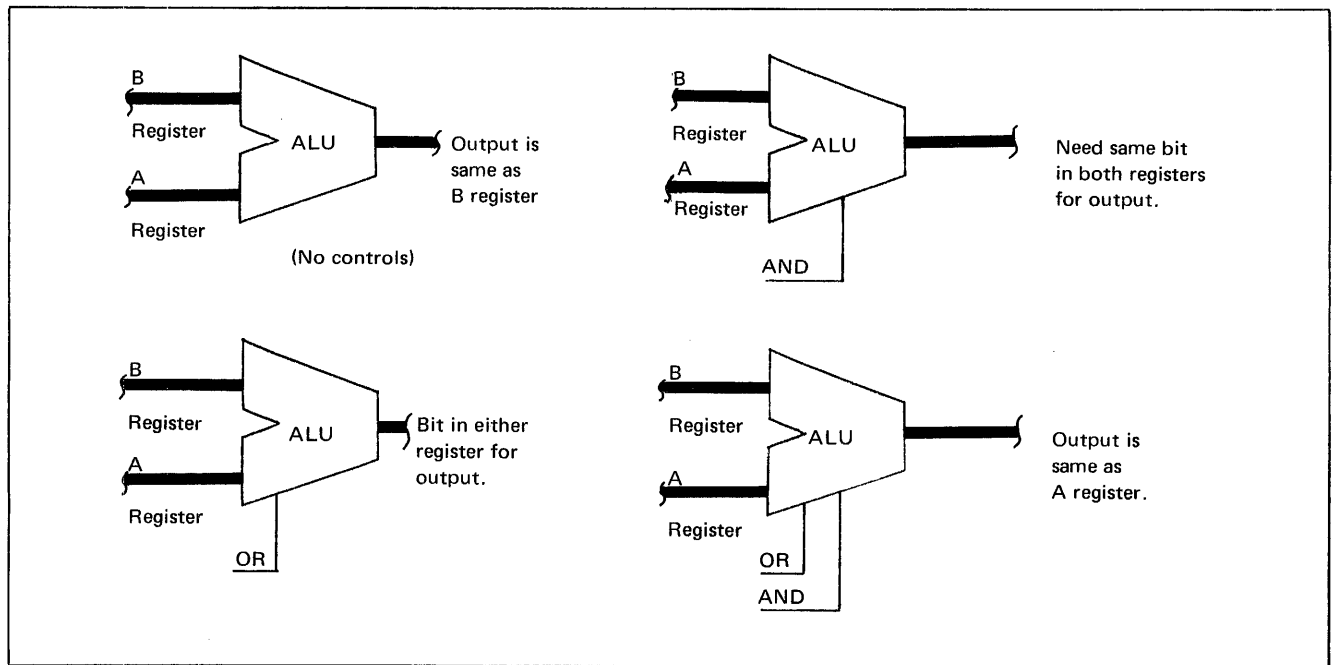 B
Register
ALU
A
Register
Output is
same as
B register
(No controls)
B
Register
ALU
A
Register
AND
Need same bit
in both registers
for output.
B
Register
ALU
A
Register
OR
Bit in either
register for
output.
B
Register
ALU
A
Register
OR
AND
Output is
same as
A register.